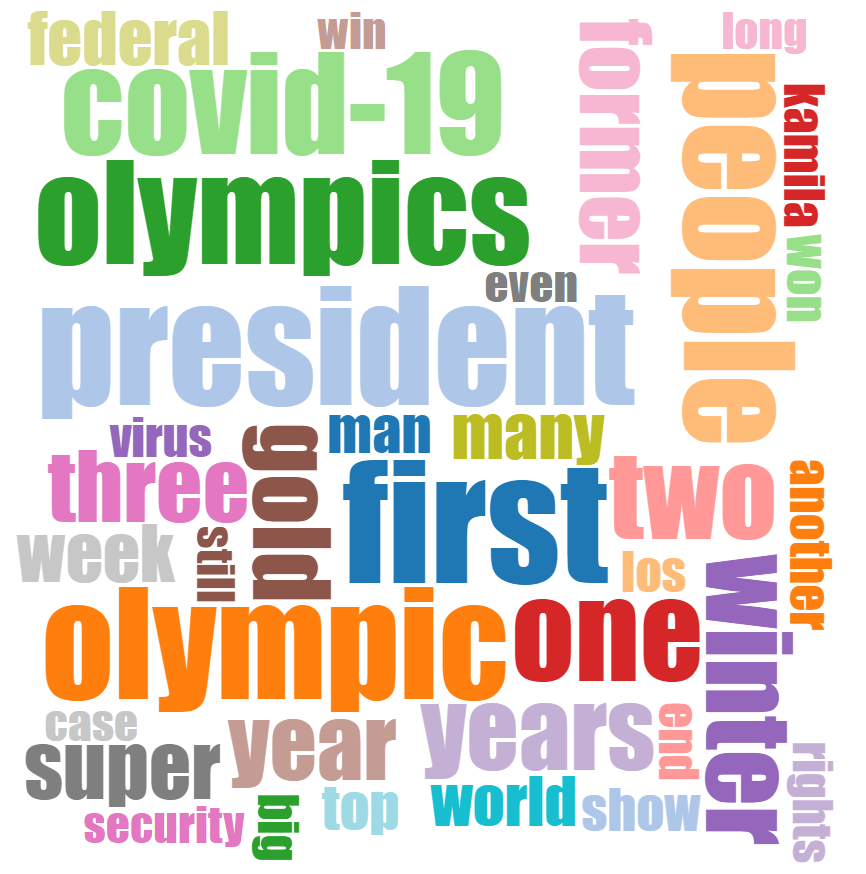 federal
win
long
covid-19
former
people
kamila
olympics
won
even
president
virus
man
many
three
gold
first
two
another
week
still
los
winter
olympic
one
case
year
years
end
super
rights
security
big
top
world
show